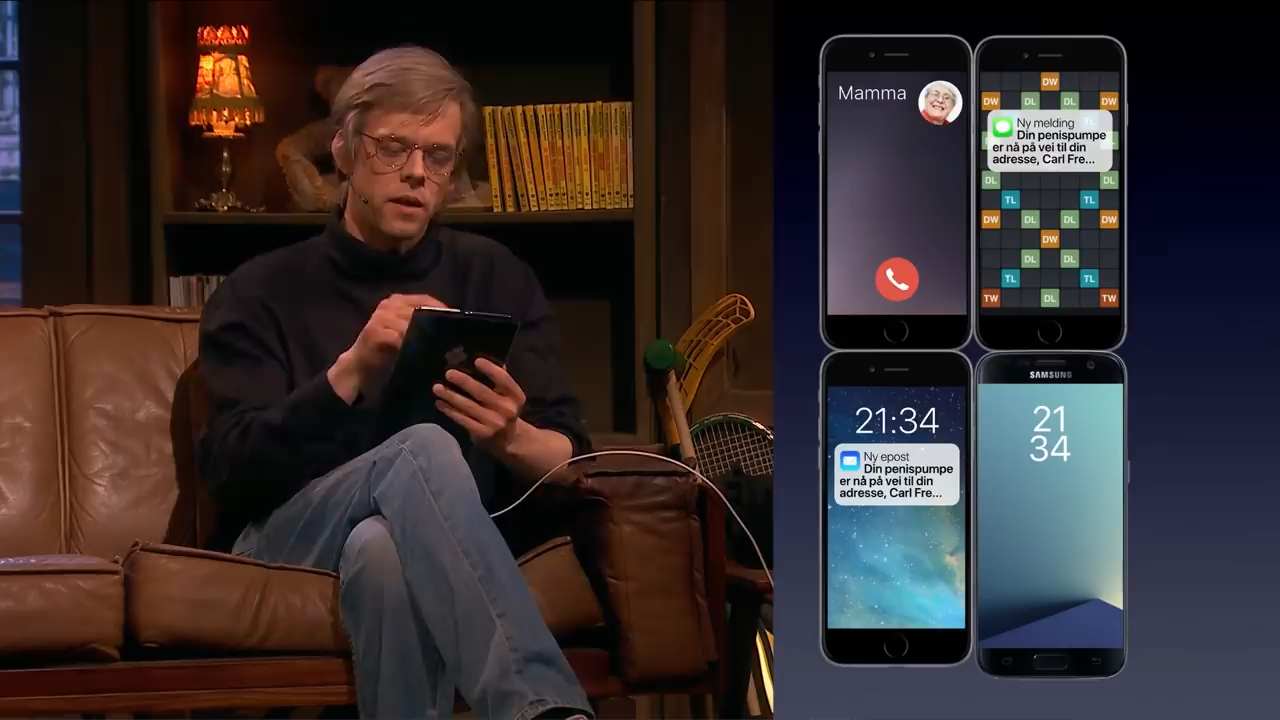 Mamma
DW
DW
DL
DL
DW
TL
Ny melding
Din penispumpe
er nå på vei til din
adresse, Carl Fre...
DL
DL
TL
TL
DW
DL
DL
DW
DW
DL
DL
TL
TL
TW
DL
TW
21:34
Ny epost
Din penispumpe
er nå på vei til din
adresse, Carl Fre...
SAMSUNG
21
34